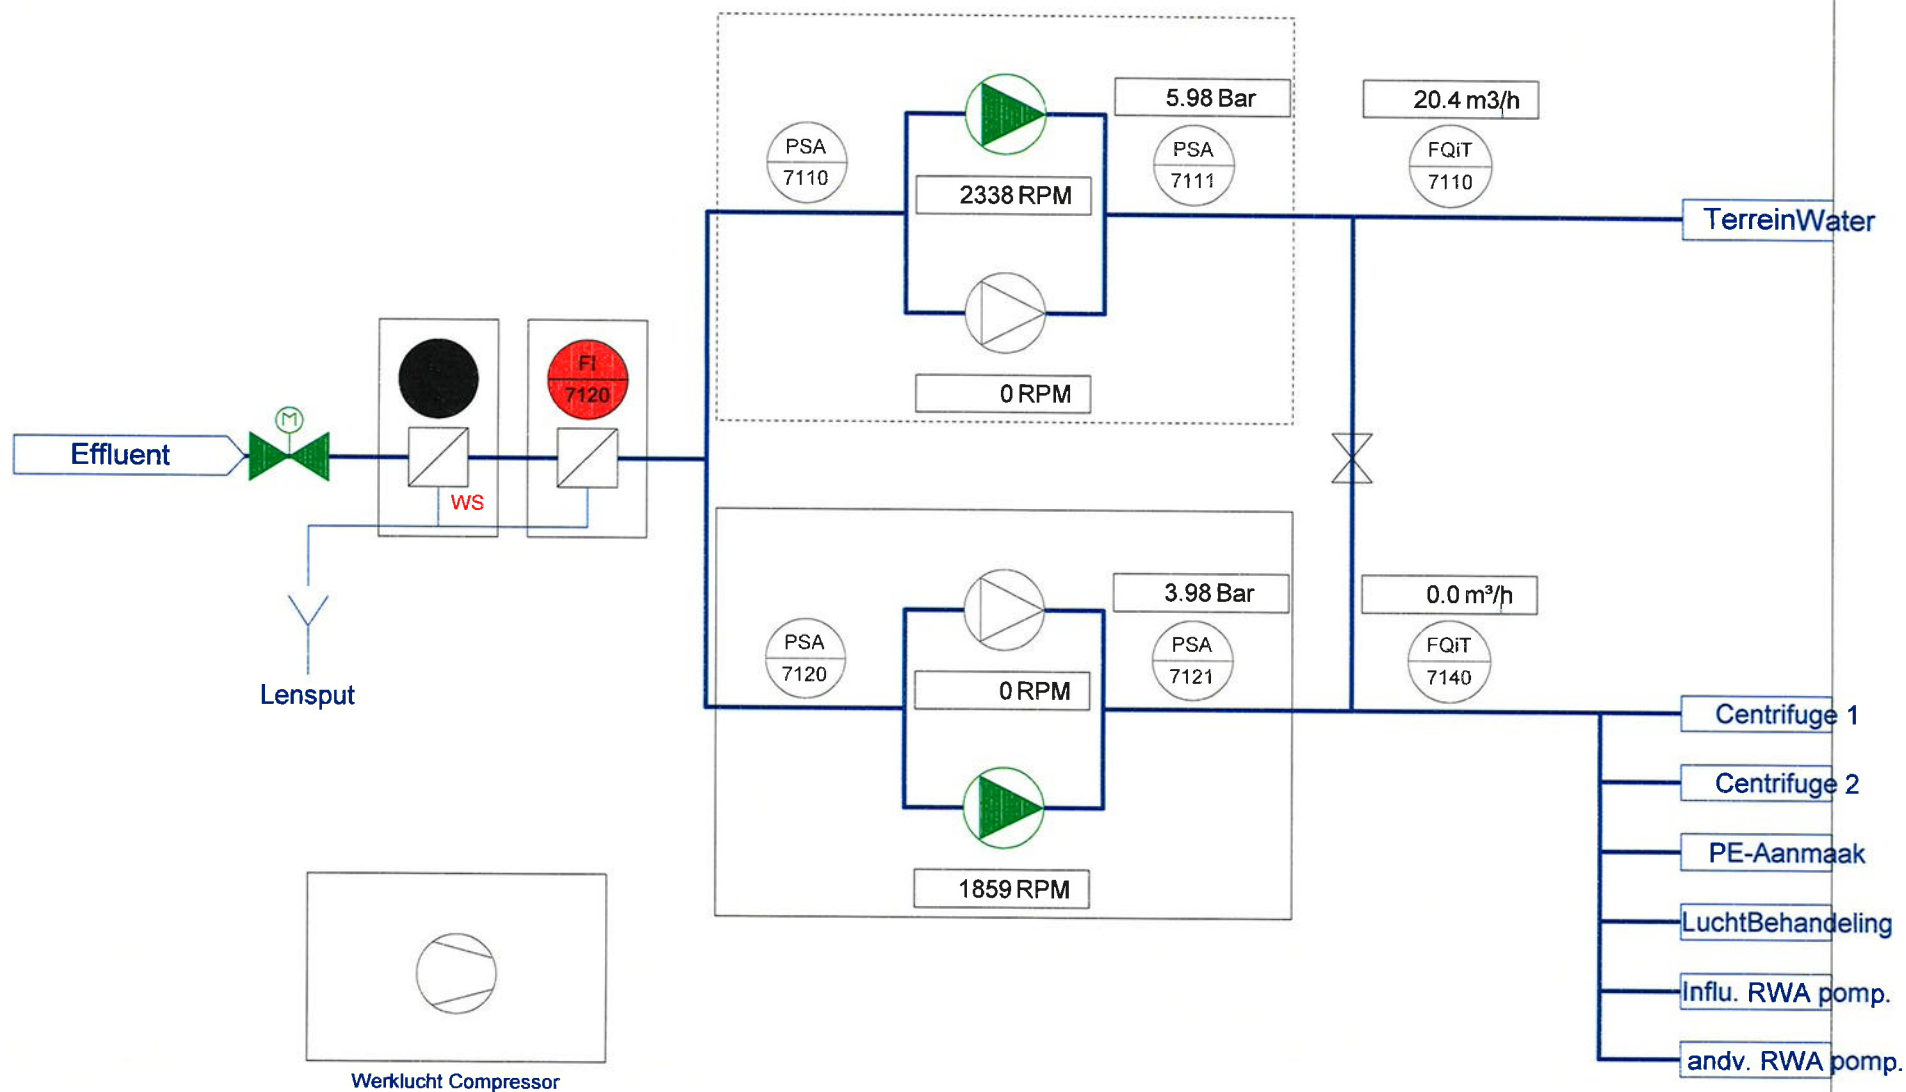 5.98 Bar
20.4 m3/h
PSA
7110
PSA
7111
FQiT
7110
2338 RPM
TerreinWater
0 RPM
FI
7120
M
Effluent
WS
3.98 Bar
0.0 m³/h
PSA
7120
PSA
7121
FQiT
7140
0 RPM
Lensput
Centrifuge 1
Centrifuge 2
PE-Aanmaak
1859 RPM
LuchtBehandeling
Influ. RWA pomp.
andv. RWA pomp.
Werklucht Compressor